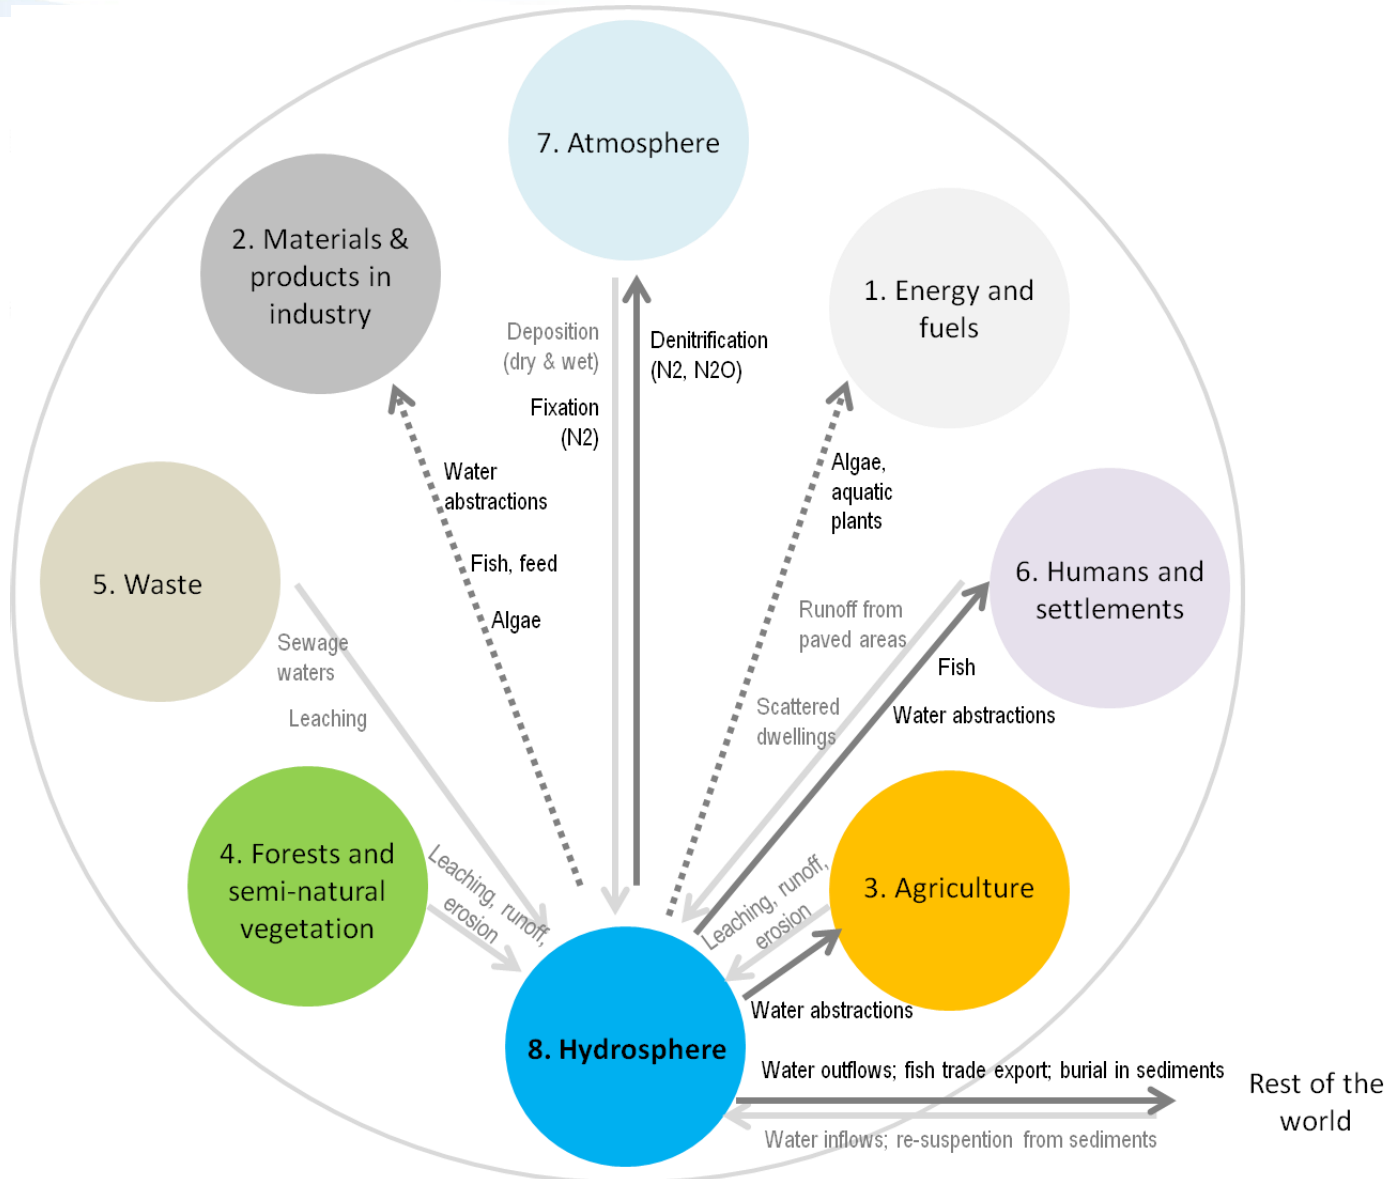 7. Atmosphere
2. Materials &
products in
industry
1. Energy and
fuels
Deposition
(dry & wet)
Denitrification
(N2, N2O)
Fixation
(N2)
Water
abstractions
Algae,
aquatic
plants
Fish, feed
Algae
5. Waste
6. Humans and
settlements
Runoff from
paved areas
Sewage
waters
Leaching
Fish
Scattered
dwellings
Water abstractions
4. Forests and
semi-natural
vegetation
Leaching, runoff,
erosion
Leaching, runoff,
erosion
3. Agriculture
Water abstractions
8. Hydrosphere
Water outflows; fish trade export; burial in sediments
Rest of the
world
Water inflows; re-suspention from sediments